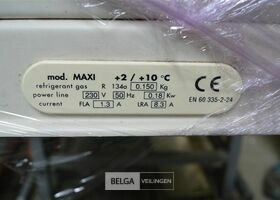 mod. MAXI +2 / +10 °C
refrigerant gas R 134a 0.150 Kg
power line 230 V 50 Hz 0.18 Kw
current FLA 1.3 A LRA 8.3 A
CE
EN 60 335-2-24
BELGA VEILINGEN